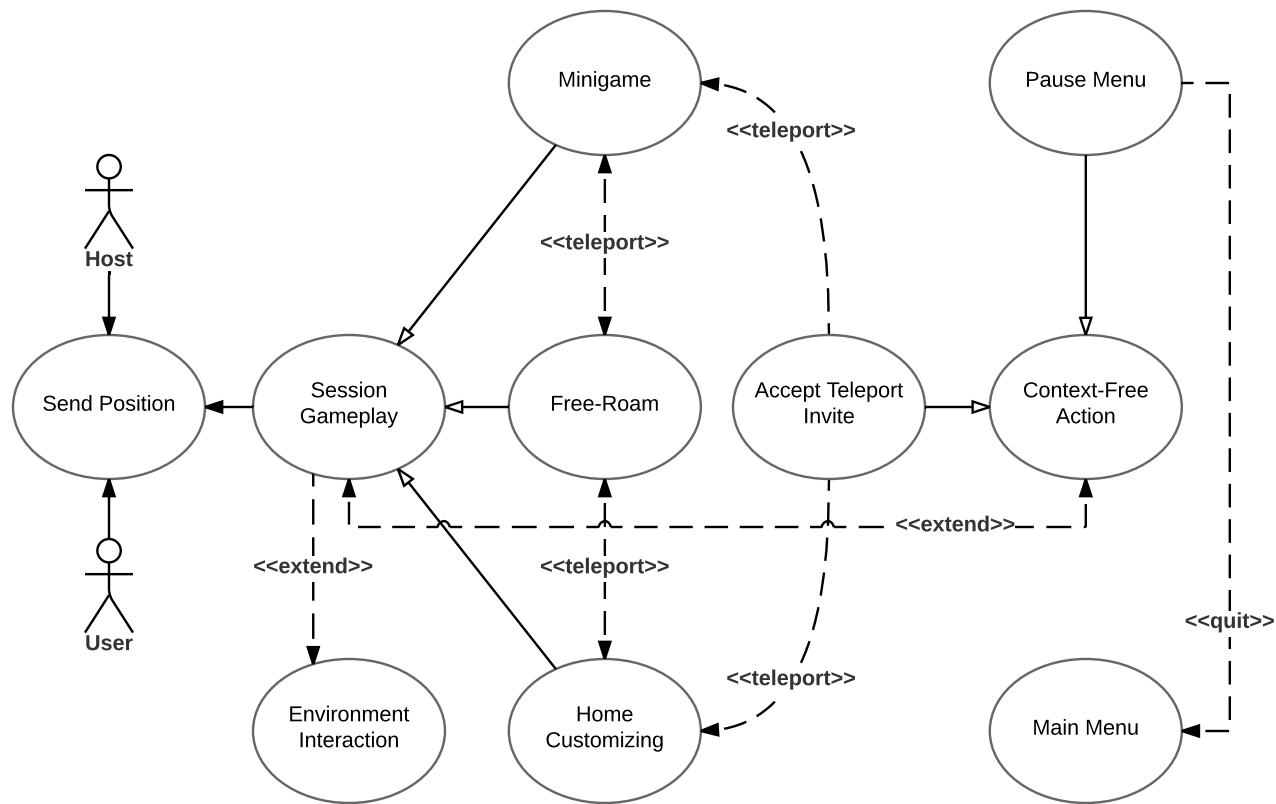 Minigame
Pause Menu
<<teleport>>
Host
<<teleport>>
Send Position
Session
Gameplay
Free-Roam
Accept Teleport
Invite
Context-Free
Action
<<extend>>
<<extend>>
<<teleport>>
User
<<quit>>
<<teleport>>
Environment
Interaction
Home
Customizing
Main Menu